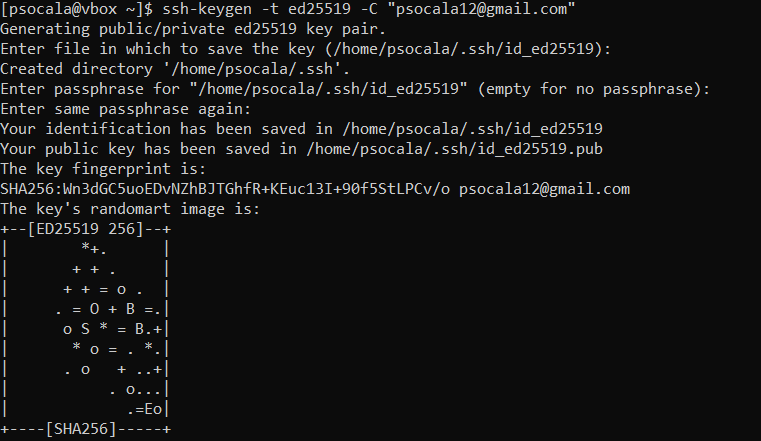 [psocala@vbox ~]$ ssh-keygen -t ed25519 -C "psocala12@gmail.com"
Generating public/private ed25519 key pair.
Enter file in which to save the key (/home/psocala/.ssh/id_ed25519):
Created directory '/home/psocala/.ssh'.
Enter passphrase for "/home/psocala/.ssh/id_ed25519" (empty for no passphrase):
Enter same passphrase again:
Your identification has been saved in /home/psocala/.ssh/id_ed25519
Your public key has been saved in /home/psocala/.ssh/id_ed25519.pub
The key fingerprint is:
SHA256:Wn3dGC5uoEDvNZhBJTGhfR+KEuc13I+90f5StLPCv/o psocala12@gmail.com
The key's randomart image is:
+--[ED25519 256]--+
|        *+.      |
|       + + .     |
|      + + = o .  |
|     . = O + B =.|
|      o S * = B.+|
|       * o = . *.|
|      . o   + ..+|
|           . o...|
|             .=Eo|
+----[SHA256]-----+